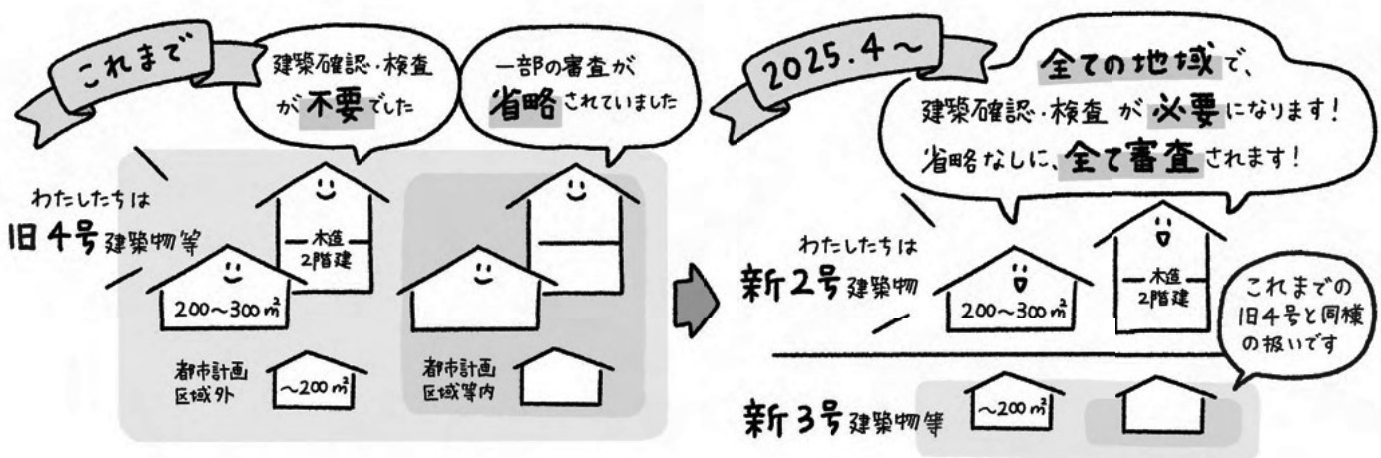 これまで
建築確認・検査
が不要でした
一部の審査が
省略されていました
わたしたちは
旧4号建築物等
木造
2階建
200～300㎡
都市計画
区域外
～200㎡
都市計画
区域等内
2025.4～
全ての地域で、
建築確認・検査が必要になります！
省略なしに、全て審査されます！
わたしたちは
新2号建築物
200～300㎡
木造
2階建
これまでの
旧4号と同様
の扱いです
新3号建築物等
～200㎡